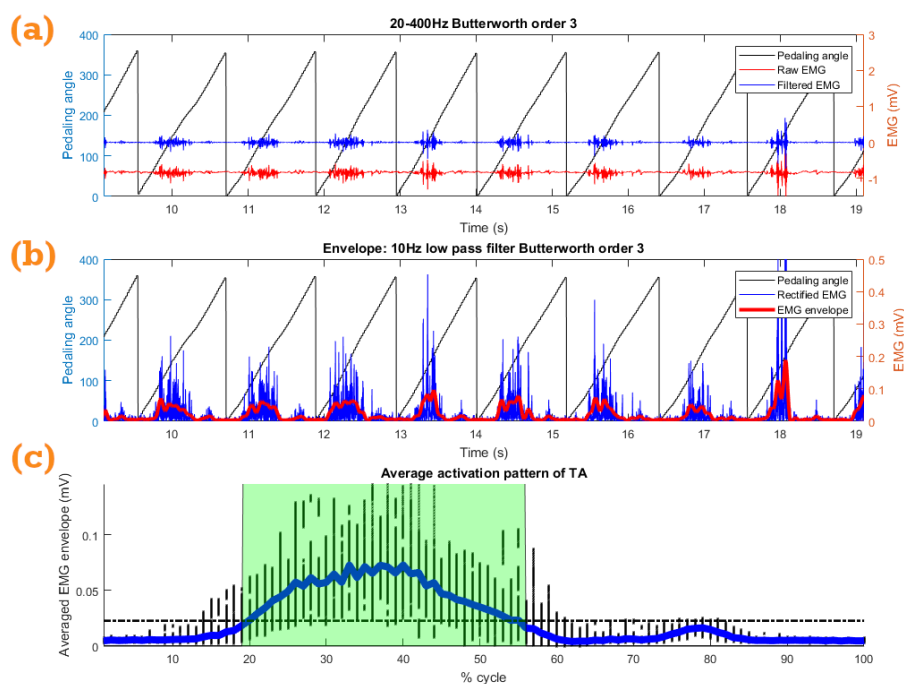 (a)
20-400Hz Butterworth order 3
400
300
200
100
0
Pedaling angle
3
2
1
0
-1
EMG (mV)
Pedaling angle
Raw EMG
Filtered EMG
10 11 12 13 14 15 16 17 18 19
Time (s)
(b)
Envelope: 10Hz low pass filter Butterworth order 3
400
300
200
100
0
Pedaling angle
0.5
0.4
0.3
0.2
0.1
0
EMG (mV)
Pedaling angle
Rectified EMG
EMG envelope
10 11 12 13 14 15 16 17 18 19
Time (s)
(c)
Average activation pattern of TA
Averaged EMG envelope (mV)
0.1
0.05
0
10 20 30 40 50 60 70 80 90 100
% cycle